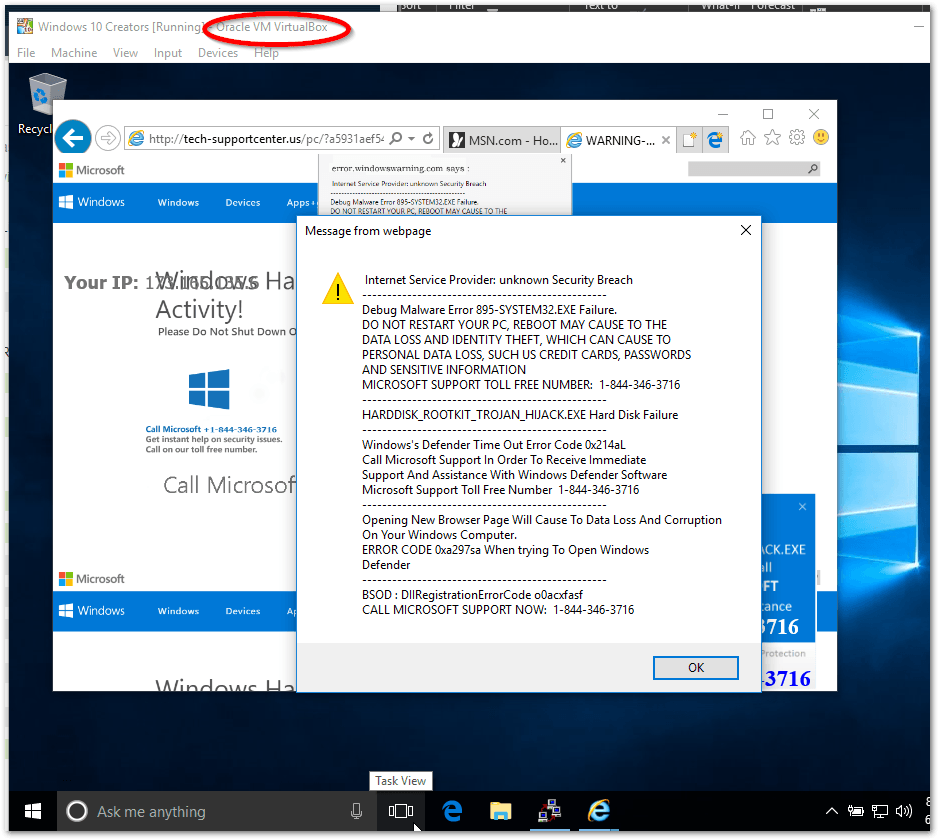 Sort Filter Text to What-If Forecast
Windows 10 Creators [Running] - Oracle VM VirtualBox
File Machine View Input Devices Help
Recycl
http://tech-supportcenter.us/pc/?a5931aef54
MSN.com - Ho...
WARNING-...
Microsoft
Windows Windows Devices Apps+
error.windowswarning.com says :
Internet Service Provider: unknown Security Breach
Debug Malware Error 895-SYSTEM32.EXE Failure.
DO NOT RESTART YOUR PC, REBOOT MAY CAUSE TO THE
Your IP:
Windows Ha
Activity!
Please Do Not Shut Down O
Call Microsoft +1-844-346-3716
Get instant help on security issues.
Call on our toll free number.
Call Microsof
Microsoft
Windows Windows Devices Ap
Windows Ha
Message from webpage
Internet Service Provider: unknown Security Breach
-------------------------------------------------
Debug Malware Error 895-SYSTEM32.EXE Failure.
DO NOT RESTART YOUR PC, REBOOT MAY CAUSE TO THE
DATA LOSS AND IDENTITY THEFT, WHICH CAN CAUSE TO
PERSONAL DATA LOSS, SUCH US CREDIT CARDS, PASSWORDS
AND SENSITIVE INFORMATION
MICROSOFT SUPPORT TOLL FREE NUMBER: 1-844-346-3716
-------------------------------------------------
HARDDISK_ROOTKIT_TROJAN_HIJACK.EXE Hard Disk Failure
-------------------------------------------------
Windows's Defender Time Out Error Code 0x214aL
Call Microsoft Support In Order To Receive Immediate
Support And Assistance With Windows Defender Software
Microsoft Support Toll Free Number 1-844-346-3716
-------------------------------------------------
Opening New Browser Page Will Cause To Data Loss And Corruption
On Your Windows Computer.
ERROR CODE 0xa297sa When trying To Open Windows
Defender
-------------------------------------------------
BSOD : DllRegistrationErrorCode o0acxfasf
CALL MICROSOFT SUPPORT NOW: 1-844-346-3716
OK
ACK.EXE
all
FT
tance
3716
Protection
-3716
Task View
Ask me anything